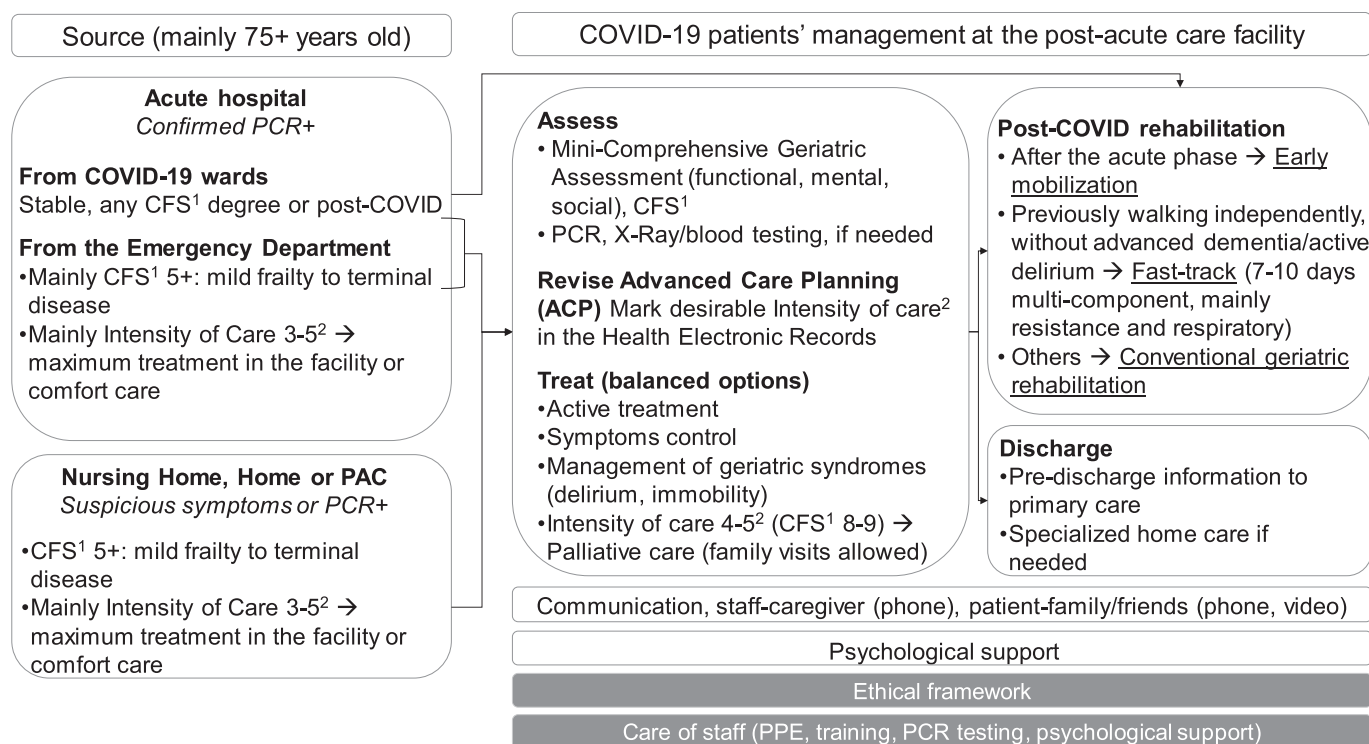 Source (mainly 75+ years old)
COVID-19 patients’ management at the post-acute care facility
Acute hospital
Confirmed PCR+
From COVID-19 wards
Stable, any CFS¹ degree or post-COVID
From the Emergency Department
•Mainly CFS¹ 5+: mild frailty to terminal
disease
•Mainly Intensity of Care 3-5² →
maximum treatment in the facility or
comfort care
Nursing Home, Home or PAC
Suspicious symptoms or PCR+
•CFS¹ 5+: mild frailty to terminal
disease
•Mainly Intensity of Care 3-5² →
maximum treatment in the facility or
comfort care
Assess
• Mini-Comprehensive Geriatric
Assessment (functional, mental,
social), CFS¹
• PCR, X-Ray/blood testing, if needed
Revise Advanced Care Planning
(ACP) Mark desirable Intensity of care²
in the Health Electronic Records
Treat (balanced options)
•Active treatment
•Symptoms control
•Management of geriatric syndromes
(delirium, immobility)
•Intensity of care 4-5² (CFS¹ 8-9) →
Palliative care (family visits allowed)
Post-COVID rehabilitation
• After the acute phase → Early
mobilization
• Previously walking independently,
without advanced dementia/active
delirium → Fast-track (7-10 days
multi-component, mainly
resistance and respiratory)
• Others → Conventional geriatric
rehabilitation
Discharge
• Pre-discharge information to
primary care
• Specialized home care if
needed
Communication, staff-caregiver (phone), patient-family/friends (phone, video)
Psychological support
Ethical framework
Care of staff (PPE, training, PCR testing, psychological support)